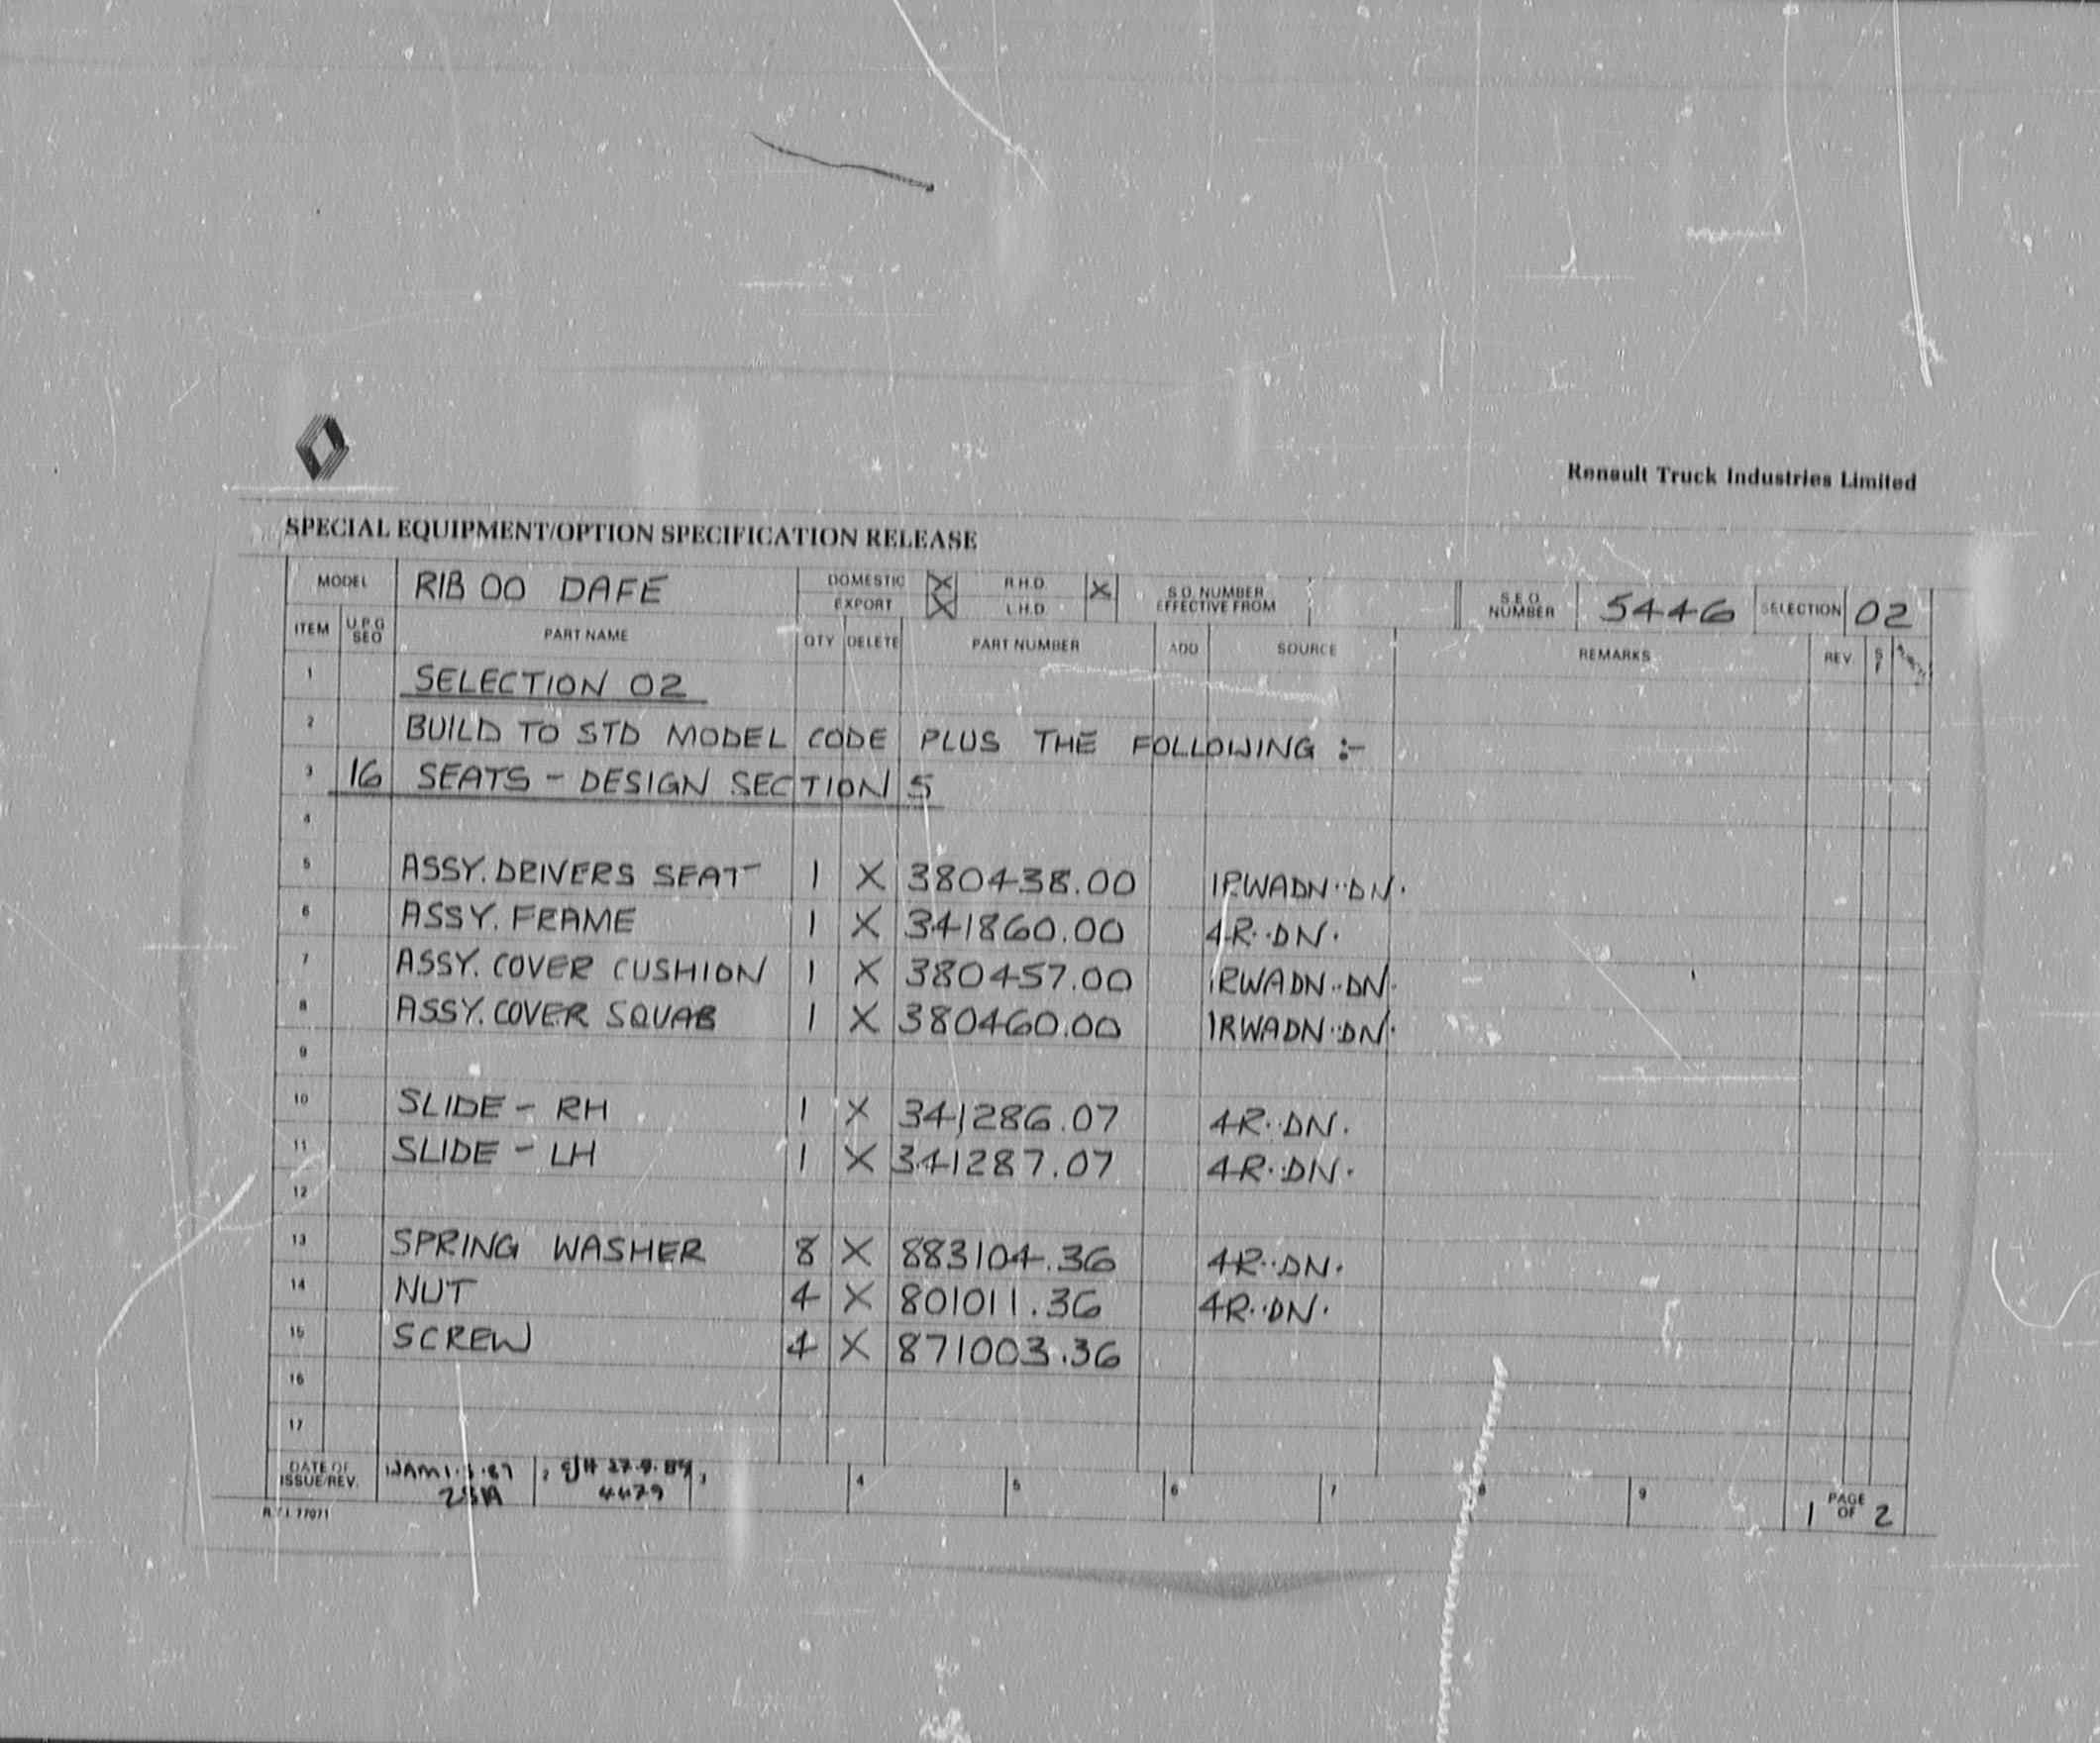 Renault Truck Industries Limited
SPECIAL EQUIPMENT/OPTION SPECIFICATION RELEASE
MODEL RIB 00 DAFE DOMESTIC X R.H.D X S.O. NUMBER EFFECTIVE FROM S.E.O. NUMBER 5446 SELECTION 02
EXPORT X L.H.D
ITEM U.P.G SEQ PART NAME QTY DELETE PART NUMBER ADD SOURCE REMARKS REV
1 SELECTION 02
2 BUILD TO STD MODEL CODE PLUS THE FOLLOWING :-
3 16 SEATS - DESIGN SECTION 5
4
5 ASSY. DRIVERS SEAT 1 X 380438.00 1RWADN··DN·
6 ASSY. FRAME 1 X 341860.00 4R··DN·
7 ASSY. COVER CUSHION 1 X 380457.00 1RWADN··DN·
8 ASSY. COVER SQUAB 1 X 380460.00 1RWADN··DN·
9
10 SLIDE - RH 1 X 341286.07 4R··DN.
11 SLIDE - LH 1 X 341287.07 4R··DN·
12
13 SPRING WASHER 8 X 883104.36 4R··DN·
14 NUT 4 X 801011.36 4R··DN·
15 SCREW 4 X 871003.36
16
17
DATE OF ISSUE/REV. 4 5 6 7 8 9 1 PAGE OF 2
4479
77071